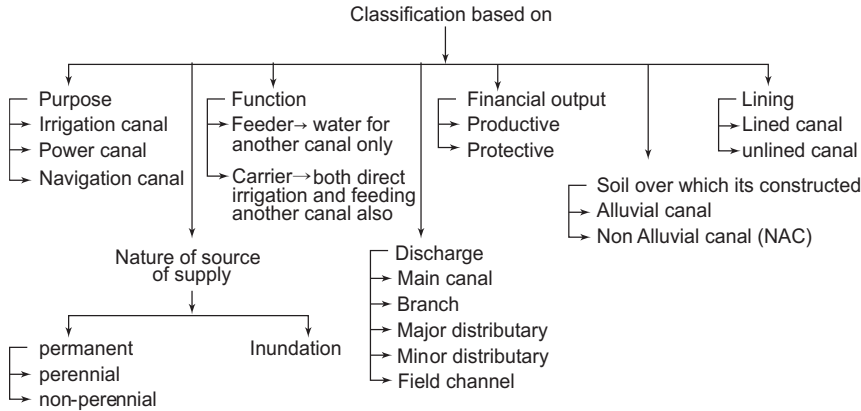 Classification based on
Purpose
Irrigation canal
Power canal
Navigation canal
Function
Feeder→ water for
another canal only
Carrier→both direct
irrigation and feeding
another canal also
Financial output
Productive
Protective
Lining
Lined canal
unlined canal
Soil over which its constructed
Alluvial canal
Non Alluvial canal (NAC)
Nature of source
of supply
permanent
perennial
non-perennial
Inundation
Discharge
Main canal
Branch
Major distributary
Minor distributary
Field channel